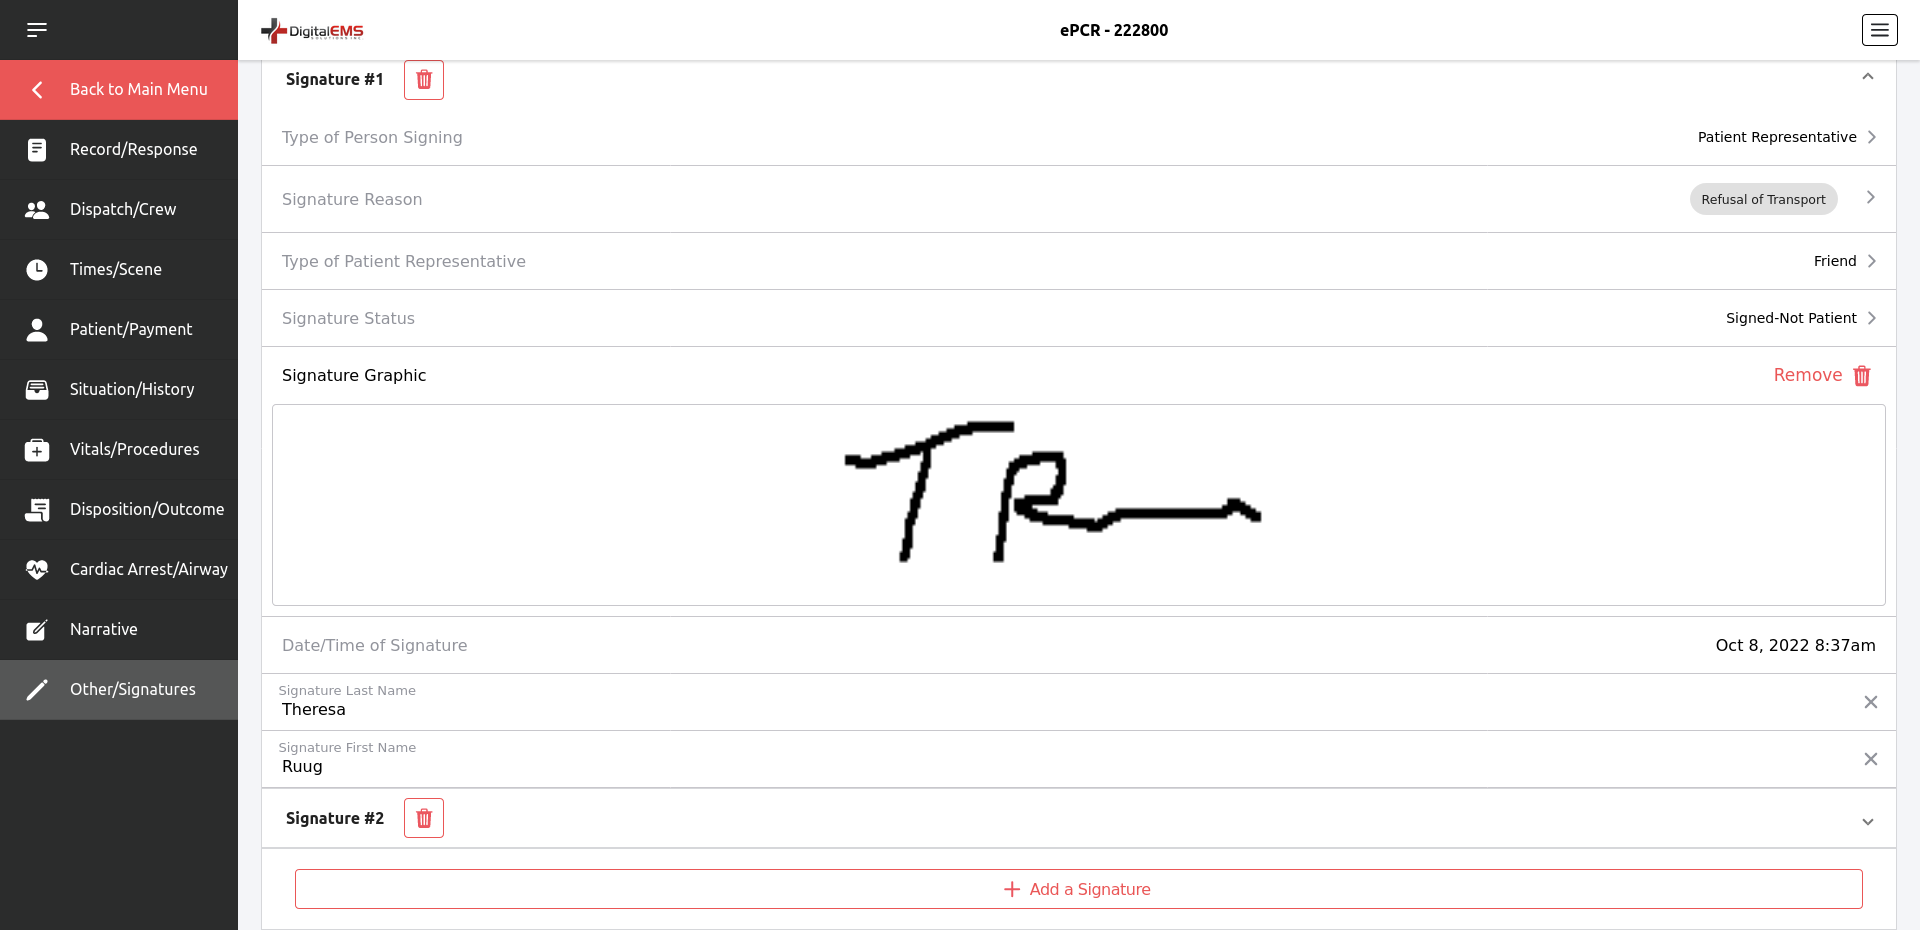 DigitalEMS
SOLUTIONS INC.
ePCR - 222800
Back to Main Menu
Record/Response
Dispatch/Crew
Times/Scene
Patient/Payment
Situation/History
Vitals/Procedures
Disposition/Outcome
Cardiac Arrest/Airway
Narrative
Other/Signatures
Signature #1
Type of Person Signing Patient Representative
Signature Reason Refusal of Transport
Type of Patient Representative Friend
Signature Status Signed-Not Patient
Signature Graphic Remove
TR
Date/Time of Signature Oct 8, 2022 8:37am
Signature Last Name
Theresa
Signature First Name
Ruug
Signature #2
Add a Signature